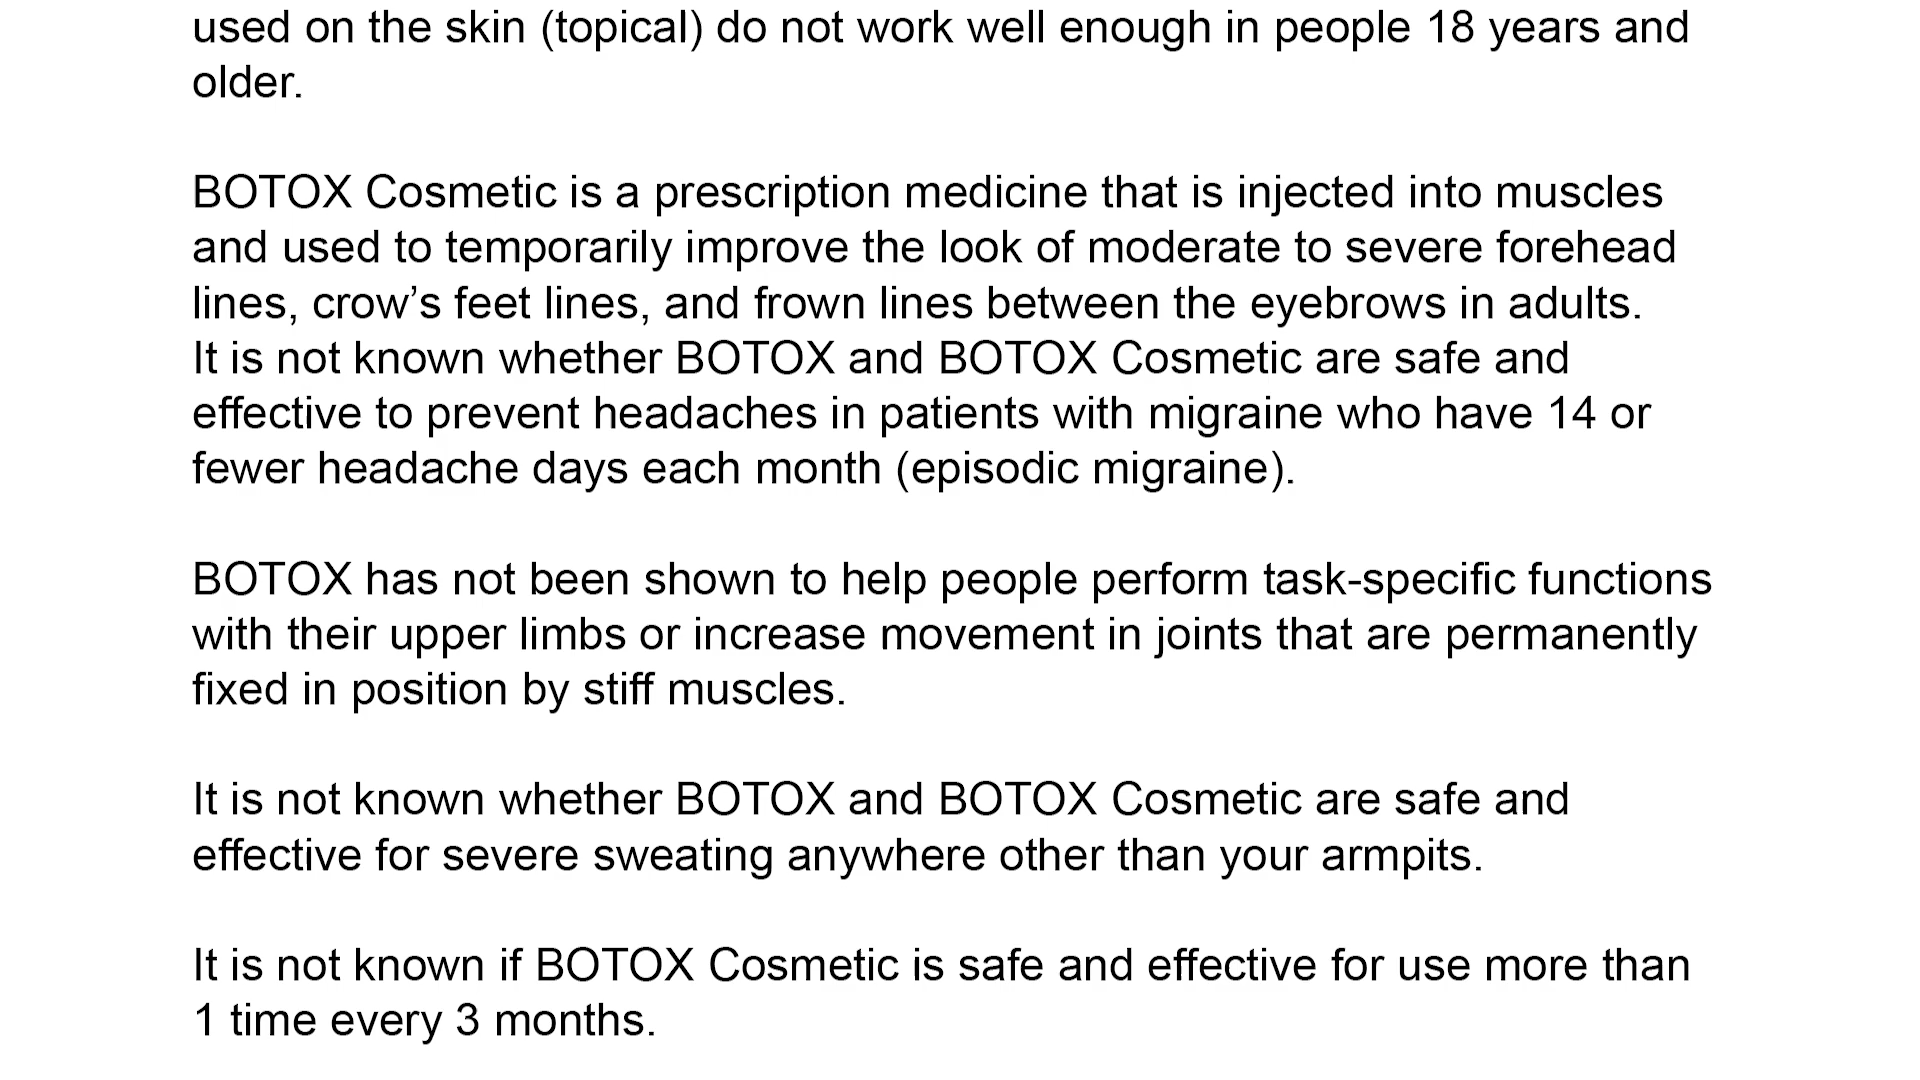 used on the skin (topical) do not work well enough in people 18 years and
older.
BOTOX Cosmetic is a prescription medicine that is injected into muscles
and used to temporarily improve the look of moderate to severe forehead
lines, crow’s feet lines, and frown lines between the eyebrows in adults.
It is not known whether BOTOX and BOTOX Cosmetic are safe and
effective to prevent headaches in patients with migraine who have 14 or
fewer headache days each month (episodic migraine).
BOTOX has not been shown to help people perform task-specific functions
with their upper limbs or increase movement in joints that are permanently
fixed in position by stiff muscles.
It is not known whether BOTOX and BOTOX Cosmetic are safe and
effective for severe sweating anywhere other than your armpits.
It is not known if BOTOX Cosmetic is safe and effective for use more than
1 time every 3 months.